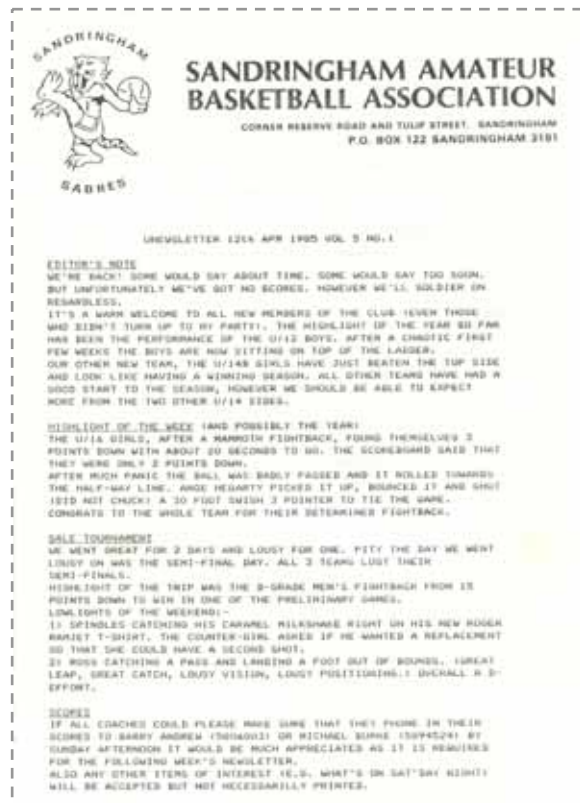 SANDRINGHAM
SABRES
SANDRINGHAM AMATEUR
BASKETBALL ASSOCIATION
CORNER RESERVE ROAD AND TULIP STREET, SANDRINGHAM
P.O. BOX 122 SANDRINGHAM 3191
UNEWSLETTER 12th APR 1985 VOL 5 NO.1
EDITOR'S NOTE
WE'RE BACK! SOME WOULD SAY ABOUT TIME. SOME WOULD SAY TOO SOON.
BUT UNFORTUNATELY WE'VE GOT NO SCORES. HOWEVER WE'LL SOLDIER ON
REGARDLESS.
IT'S A WARM WELCOME TO ALL NEW MEMBERS OF THE CLUB (EVEN THOSE
WHO DIDN'T TURN UP TO MY PARTY). THE HIGHLIGHT OF THE YEAR SO FAR
HAS BEEN THE PERFORMANCE OF THE U/12 BOYS. AFTER A CHAOTIC FIRST
FEW WEEKS THE BOYS ARE NOW SITTING ON TOP OF THE LADDER.
OUR OTHER NEW TEAM, THE U/14B GIRLS HAVE JUST BEATEN THE TOP SIDE
AND LOOK LIKE HAVING A WINNING SEASON. ALL OTHER TEAMS HAVE HAD A
GOOD START TO THE SEASON, HOWEVER WE SHOULD BE ABLE TO EXPECT
MORE FROM THE TWO OTHER U/14 SIDES.
HIGHLIGHT OF THE WEEK (AND POSSIBLY THE YEAR)
THE U/16 GIRLS, AFTER A MAMMOTH FIGHTBACK, FOUND THEMSELVES 3
POINTS DOWN WITH ABOUT 20 SECONDS TO GO. THE SCOREBOARD SAID THAT
THEY WERE ONLY 2 POINTS DOWN.
AFTER MUCH PANIC THE BALL WAS BADLY PASSED AND IT ROLLED TOWARDS
THE HALF-WAY LINE. ANGE HEGARTY PICKED IT UP, BOUNCED IT AND SHOT
(DID NOT CHUCK) A 30 FOOT SWISH 3 POINTER TO TIE THE GAME.
CONGRATS TO THE WHOLE TEAM FOR THEIR DETERMINED FIGHTBACK.
SALE TOURNAMENT
WE WENT GREAT FOR 2 DAYS AND LOUSY FOR ONE. PITY THE DAY WE WENT
LOUSY ON WAS THE SEMI-FINAL DAY. ALL 3 TEAMS LOST THEIR
SEMI-FINALS.
HIGHLIGHT OF THE TRIP WAS THE B-GRADE MEN'S FIGHTBACK FROM 15
POINTS DOWN TO WIN IN ONE OF THE PRELIMINARY GAMES.
LOWLIGHTS OF THE WEEKEND:-
1) SPINDLES CATCHING HIS CARAMEL MILKSHAKE RIGHT ON HIS NEW ROGER
RAMJET T-SHIRT. THE COUNTER-GIRL ASKED IF HE WANTED A REPLACEMENT
SO THAT SHE COULD HAVE A SECOND SHOT.
2) ROSS CATCHING A PASS AND LANDING A FOOT OUT OF BOUNDS. (GREAT
LEAP, GREAT CATCH, LOUSY VISION, LOUSY POSITIONING.) OVERALL A D-
EFFORT.
SCORES
IF ALL COACHES COULD PLEASE MAKE SURE THAT THEY PHONE IN THEIR
SCORES TO BARRY ANDREW OR MICHAEL BURKE BY
SUNDAY AFTERNOON IT WOULD BE MUCH APPRECIATED AS IT IS REQUIRED
FOR THE FOLLOWING WEEK'S NEWSLETTER.
ALSO ANY OTHER ITEMS OF INTEREST (E.G. WHAT'S ON SAT'DAY NIGHT)
WILL BE ACCEPTED BUT NOT NECESSARILLY PRINTED.